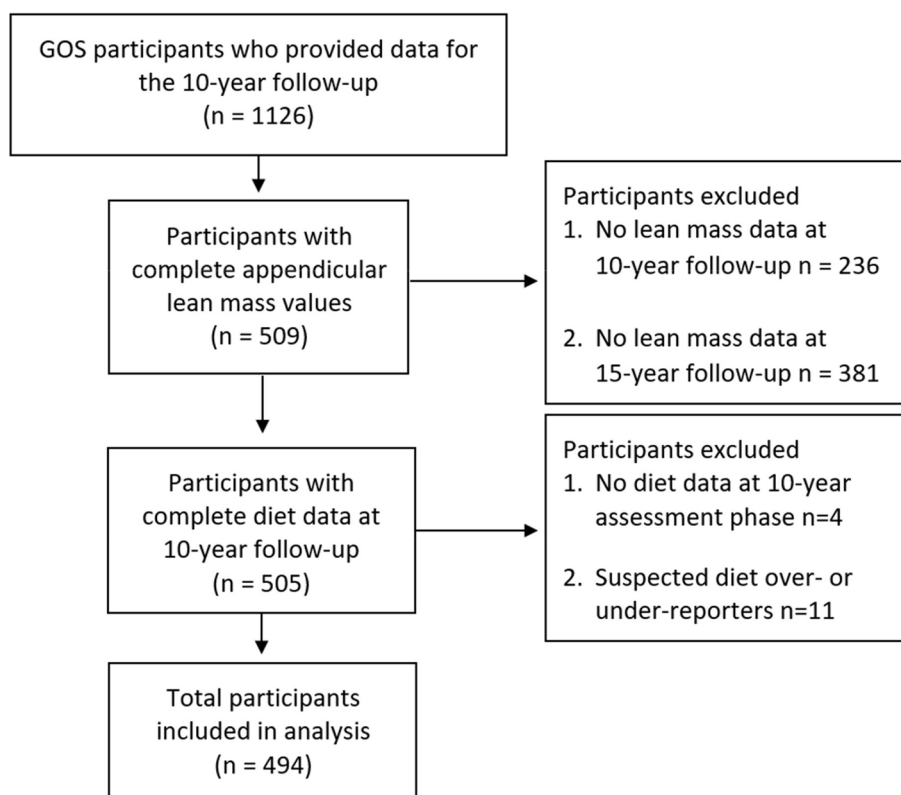 GOS participants who provided data for
the 10-year follow-up
(n = 1126)
Participants with
complete appendicular
lean mass values
(n = 509)
Participants excluded
1. No lean mass data at
10-year follow-up n = 236
2. No lean mass data at
15-year follow-up n = 381
Participants with
complete diet data at
10-year follow-up
(n = 505)
Participants excluded
1. No diet data at 10-year
assessment phase n=4
2. Suspected diet over- or
under-reporters n=11
Total participants
included in analysis
(n = 494)